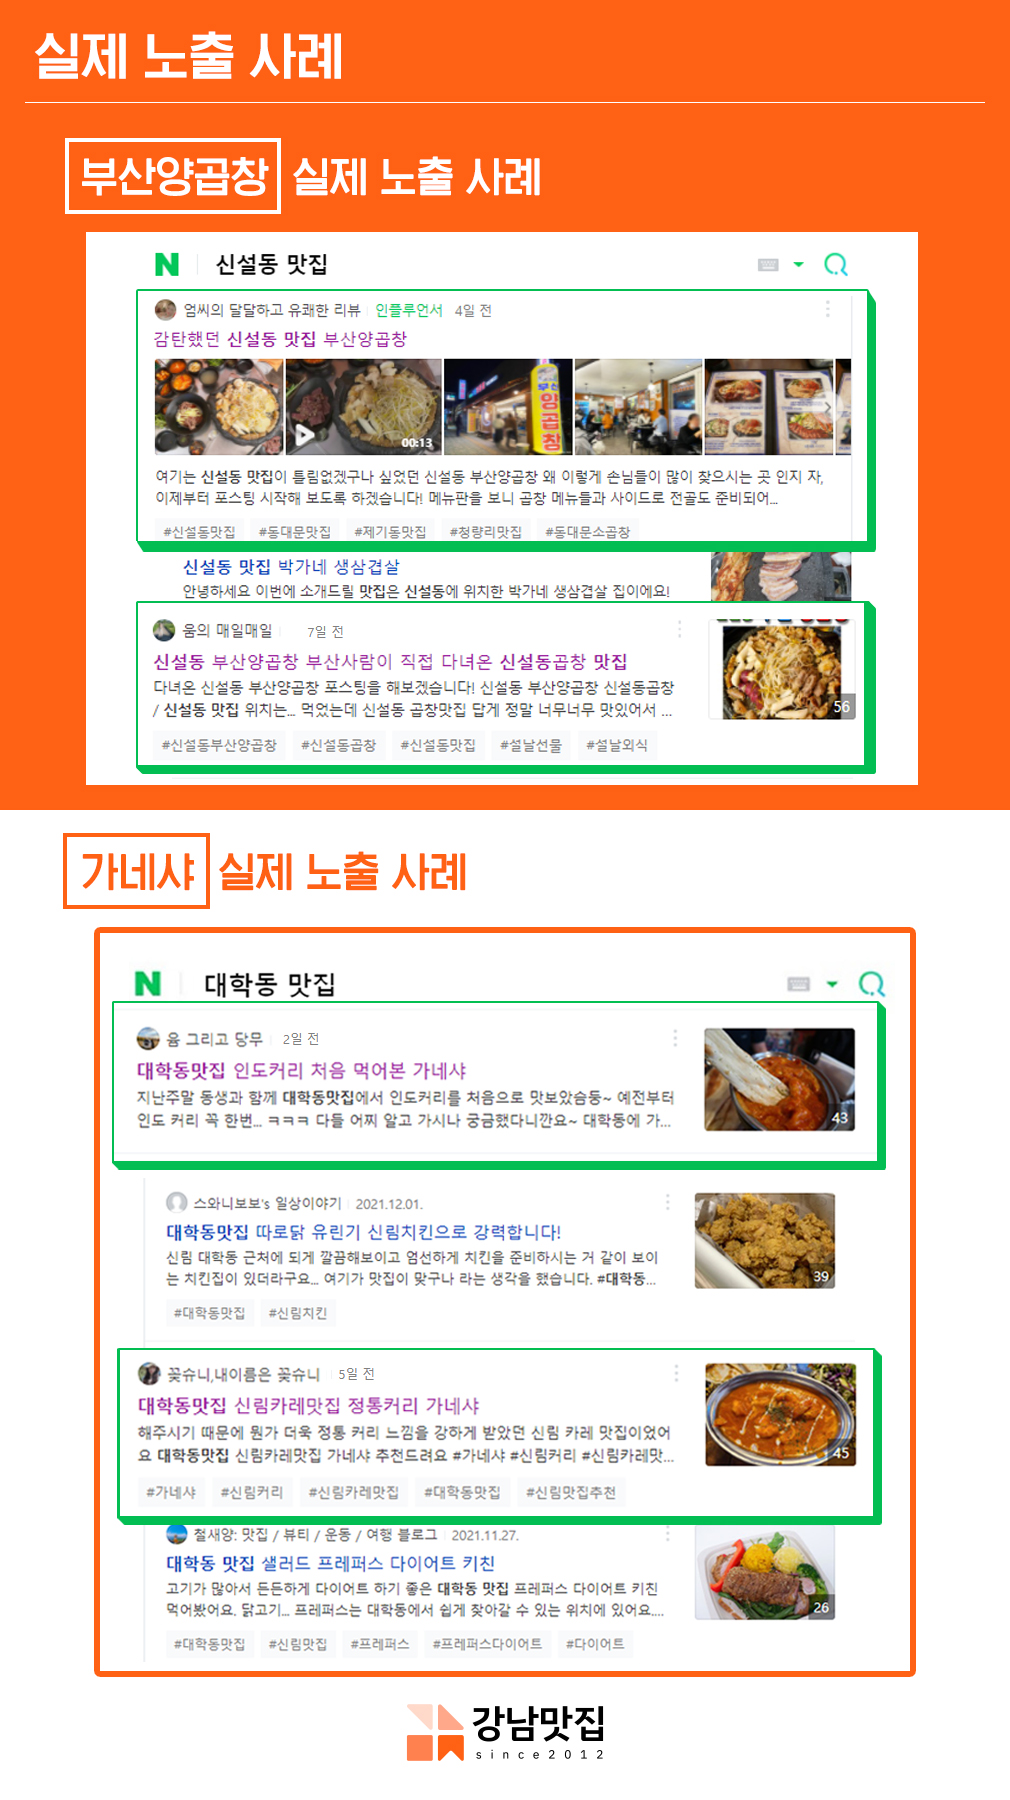 실제 노출 사례
부산양곱창 실제 노출 사례
N 신설동 맛집
엄씨의 달달하고 유쾌한 리뷰 인플루언서 4일 전
감탄했던 신설동 맛집 부산양곱창
양곱창
00:13
여기는 신설동 맛집이 틀림없겠구나 싶었던 신설동 부산양곱창 왜 이렇게 손님들이 많이 찾으시는 곳 인지 자,
이제부터 포스팅 시작해 보도록 하겠습니다! 메뉴판을 보니 곱창 메뉴들과 사이드로 전골도 준비되어...
#신설동맛집 #동대문맛집 #제기동맛집 #청량리맛집 #동대문소곱창
신설동 맛집 박가네 생삼겹살
안녕하세요 이번에 소개드릴 맛집은 신설동에 위치한 박가네 생삼겹살 집이에요!
움의 매일매일 7일 전
신설동 부산양곱창 부산사람이 직접 다녀온 신설동곱창 맛집
다녀온 신설동 부산양곱창 포스팅을 해보겠습니다! 신설동 부산양곱창 신설동곱창
/ 신설동 맛집 위치는... 먹었는데 신설동 곱창맛집 답게 정말 너무너무 맛있어서 ...
56
#신설동부산양곱창 #신설동곱창 #신설동맛집 #설날선물 #설날외식
가네샤 실제 노출 사례
N 대학동 맛집
윰 그리고 당무 2일 전
대학동맛집 인도커리 처음 먹어본 가네샤
지난주말 동생과 함께 대학동맛집에서 인도커리를 처음으로 맛보았슴둥~ 예전부터
인도 커리 꼭 한번... ㅋㅋㅋ 다들 어찌 알고 가시나 궁금했다니깐요~ 대학동에 가...
43
스와니보보's 일상이야기 2021.12.01.
대학동맛집 따로닭 유린기 신림치킨으로 강력합니다!
신림 대학동 근처에 되게 깔끔해보이고 엄선하게 치킨을 준비하시는 거 같이 보이
는 치킨집이 있더라구요... 여기가 맛집이 맞구나 라는 생각을 했습니다. #대학동...
39
#대학동맛집 #신림치킨
꽃슈니,내이름은 꽃슈니 5일 전
대학동맛집 신림카레맛집 정통커리 가네샤
해주시기 때문에 뭔가 더욱 정통 커리 느낌을 강하게 받았던 신림 카레 맛집이었어
요 대학동맛집 신림카레맛집 가네샤 추천드려요 #가네샤 #신림커리 #신림카레맛...
45
#가네샤 #신림커리 #신림카레맛집 #대학동맛집 #신림맛집추천
철새양: 맛집 / 뷰티 / 운동 / 여행 블로그 2021.11.27.
대학동 맛집 샐러드 프레퍼스 다이어트 키친
고기가 많아서 든든하게 다이어트 하기 좋은 대학동 맛집 프레퍼스 다이어트 키친
먹어봤어요. 닭고기... 프레퍼스는 대학동에서 쉽게 찾아갈 수 있는 위치에 있어요....
26
#대학동맛집 #신림맛집 #프레퍼스 #프레퍼스다이어트 #다이어트
강남맛집
since2012